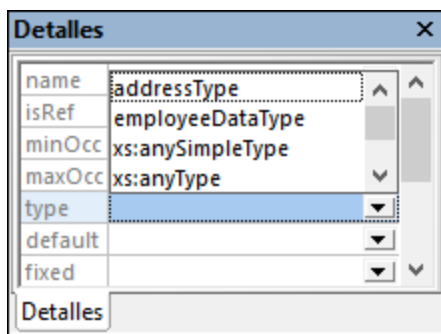 Detalles
name
addressType
isRef
employeeDataType
minOcc
xs:anySimpleType
maxOcc
xs:anyType
type
default
fixed
Detalles